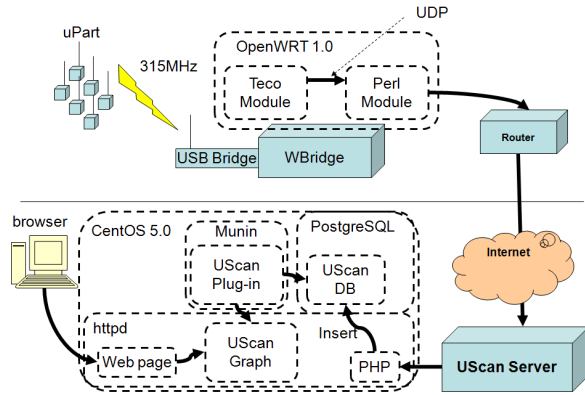 UDP
uPart
OpenWRT 1.0
315MHz
Teco
Module
Perl
Module
Router
USB Bridge
WBridge
browser
CentOS 5.0
Munin
PostgreSQL
Internet
UScan
Plug-in
UScan
DB
httpd
Insert
Web page
UScan
Graph
PHP
UScan Server